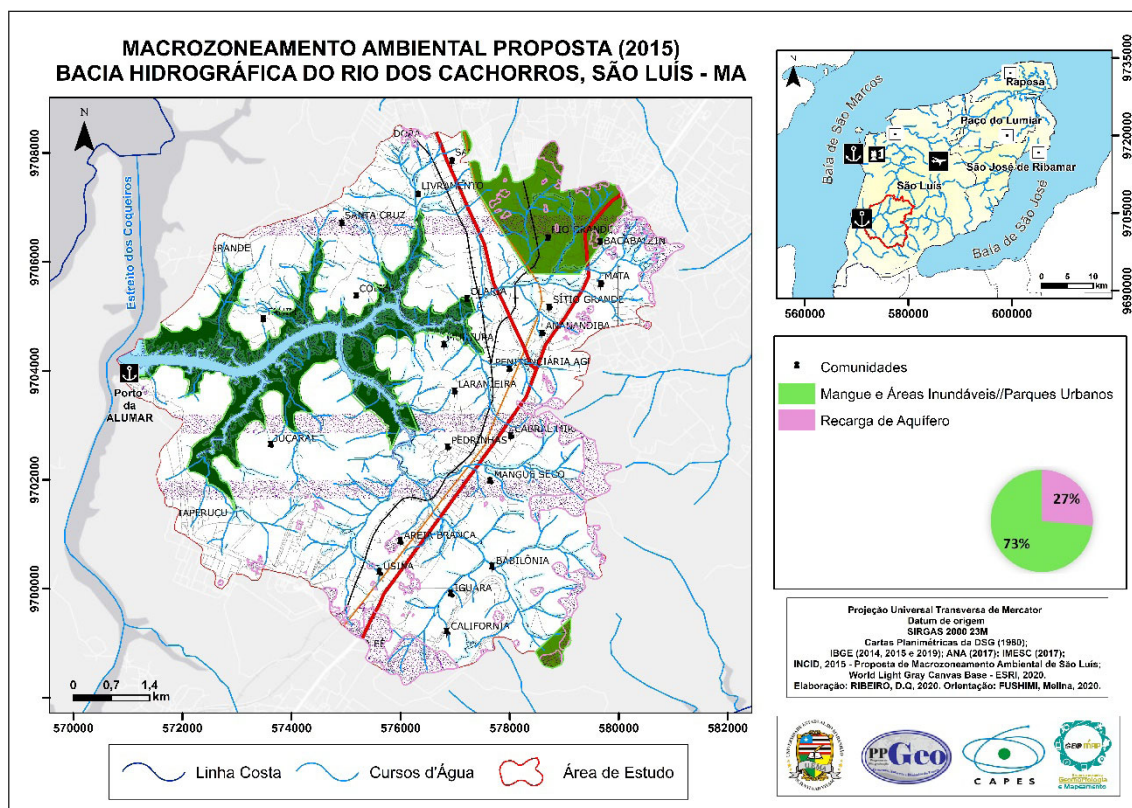 MACROZONEAMENTO AMBIENTAL PROPOSTA (2015)
BACIA HIDROGRÁFICA DO RIO DOS CACHORROS, SÃO LUÍS - MA
N
9708000
9706000
9704000
9702000
9700000
Estreito dos Coqueiros
LIVRAMENTO
SANTA CRUZ
RIO GRANDE
MATA
SÍTIO GRANDE
ANANANDIBA
PENITENCIÁRIA AGI
LARANJEIRA
Porto
da
ALUMAR
JUÇARAL
PEDRINHAS
MANGUE SECO
AREIA BRANCA
USINA
BABILÔNIA
IGUARA
CALIFORNIA
0 0,7 1,4
km
570000 572000 574000 576000 578000 580000 582000
Linha Costa
Cursos d'Água
Área de Estudo
N
Baía de São Marcos
Raposa
Paço do Lumiar
São José de Ribamar
São Luís
Baía de São José
0 5 10
km
9735000
9720000
9705000
9690000
560000 580000 600000
Comunidades
Mangue e Áreas Inundáveis//Parques Urbanos
Recarga de Aquífero
27%
73%
Projeção Universal Transversa de Mercator
Datum de origem
SIRGAS 2000 23M
Cartas Planimétricas da DSG (1980);
IBGE (2014, 2015 e 2019); ANA (2017): IMESC (2017);
INCID, 2015 - Proposta de Macrozoneamento Ambiental de São Luís;
World Light Gray Canvas Base - ESRI, 2020.
Elaboração: RIBEIRO, D.Q, 2020. Orientação: FUSHIMI, Melina, 2020.
UEMA
PPGeo
CAPES
Geomorfologia
e Mapeamento